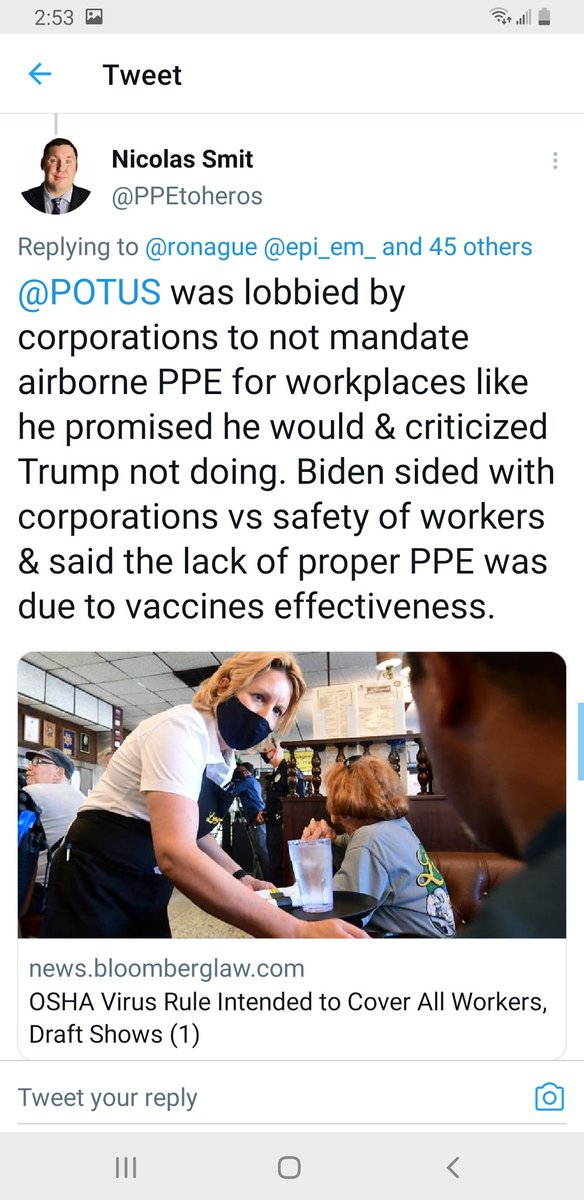 2:53
Tweet
Nicolas Smit
@PPEtoheros
Replying to @ronague @epi_em_ and 45 others
@POTUS was lobbied by
corporations to not mandate
airborne PPE for workplaces like
he promised he would & criticized
Trump not doing. Biden sided with
corporations vs safety of workers
& said the lack of proper PPE was
due to vaccines effectiveness.
news.bloomberglaw.com
OSHA Virus Rule Intended to Cover All Workers,
Draft Shows (1)
Tweet your reply